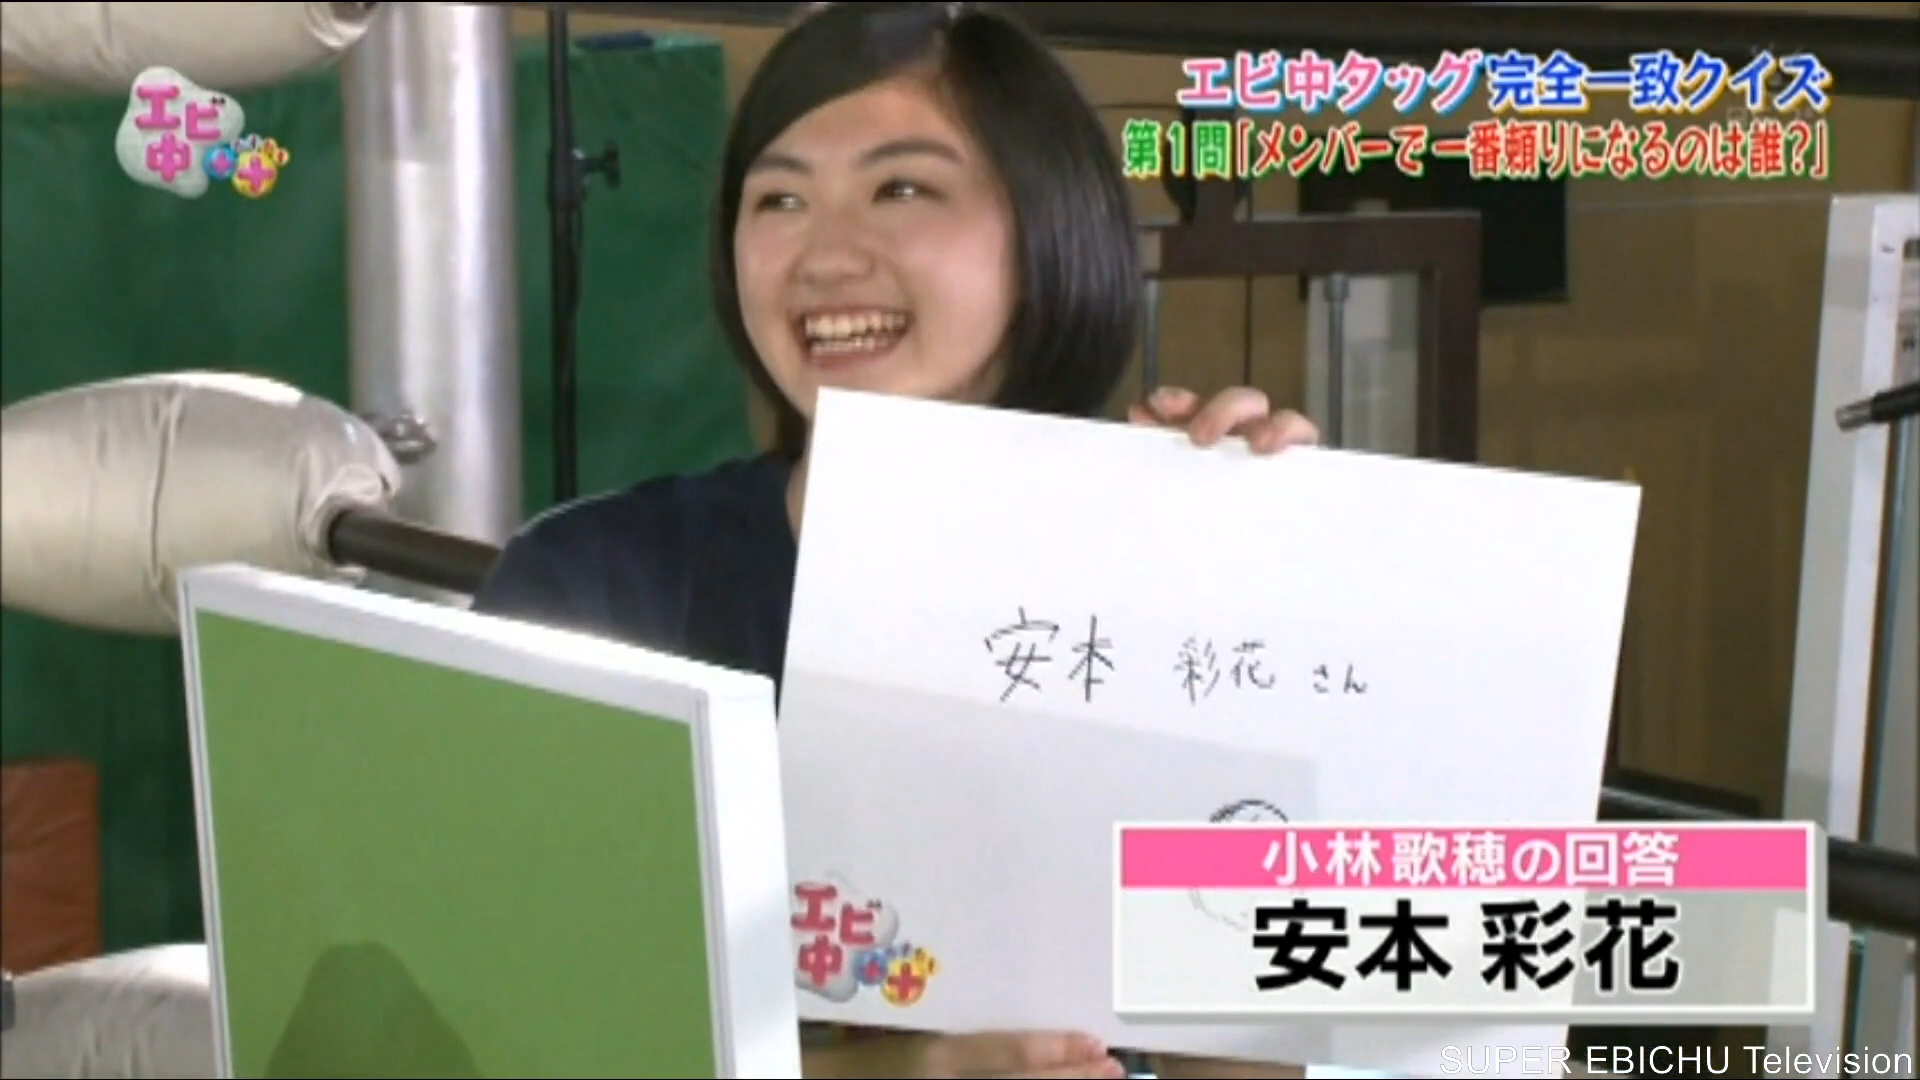 エビ中タッグ完全一致クイズ
第1問「メンバーで一番頼りになるのは誰?」
エビ
中
++
安本 彩花 さん
小林歌穂の回答
安本 彩花
エビ
中
++
SUPER EBICHU Television